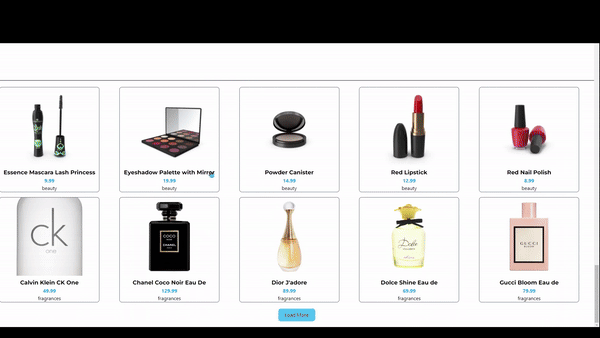 Essence Mascara Lash Princess
9.99
beauty
Eyeshadow Palette with Mirror
19.99
beauty
Powder Canister
14.99
beauty
Red Lipstick
12.99
beauty
Red Nail Polish
8.99
beauty
ck
one
Calvin Klein CK One
49.99
fragrances
COCO
NOIR
CHANEL
Chanel Coco Noir Eau De
129.99
fragrances
Dior J'adore
89.99
fragrances
Dolce
Dolce Shine Eau de
69.99
fragrances
GUCCI
BLOOM
Gucci Bloom Eau de
79.99
fragrances
Load More